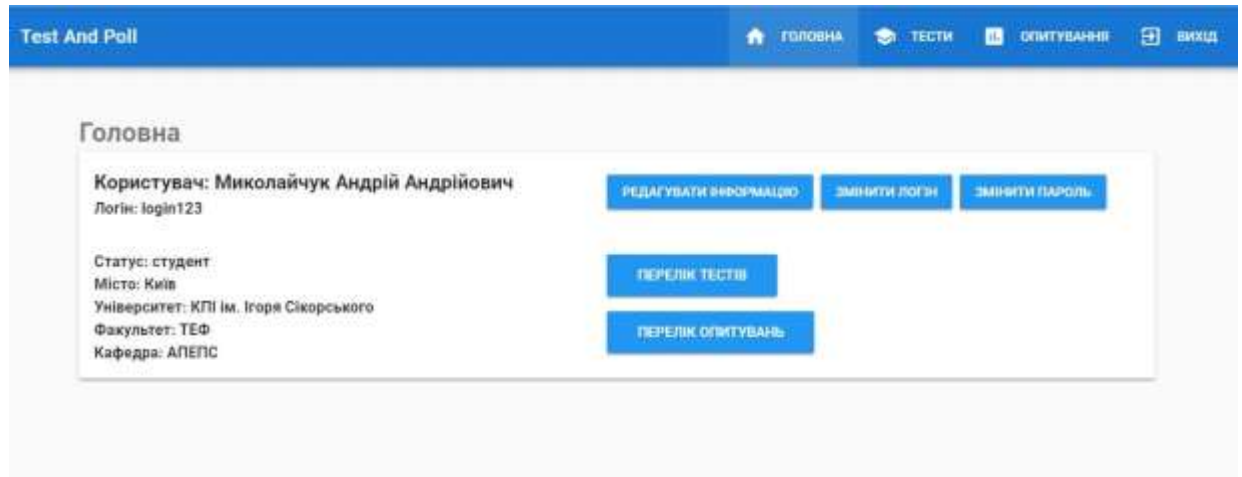 Test And Poll
ГОЛОВНА ТЕСТИ ОПИТУВАННЯ ВИХІД
Головна
Користувач: Миколайчук Андрій Андрійович
Логін: login123
РЕДАГУВАТИ ІНФОРМАЦІЮ ЗМІНИТИ ЛОГІН ЗМІНИТИ ПАРОЛЬ
Статус: студент
Місто: Київ
Університет: КПІ ім. Ігоря Сікорського
Факультет: ТЕФ
Кафедра: АПЕПС
ПЕРЕЛІК ТЕСТІВ
ПЕРЕЛІК ОПИТУВАНЬ